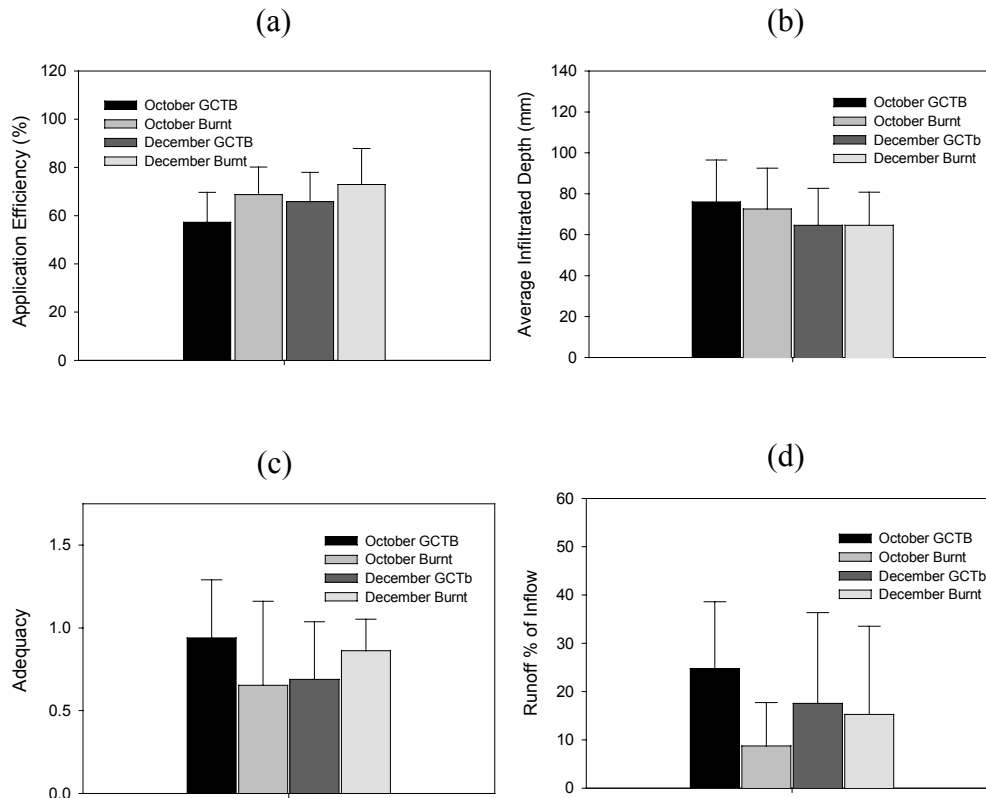 (a)
120
100
80
60
40
20
0
Application Efficiency (%)
October GCTB
October Burnt
December GCTB
December Burnt
(b)
140
120
100
80
60
40
20
0
Average Infiltrated Depth (mm)
October GCTB
October Burnt
December GCTb
December Burnt
(c)
1.5
1.0
0.5
0.0
Adequacy
October GCTB
October Burnt
December GCTb
December Burnt
(d)
60
50
40
30
20
10
0
Runoff % of Inflow
October GCTB
October Burnt
December GCTb
December Burnt